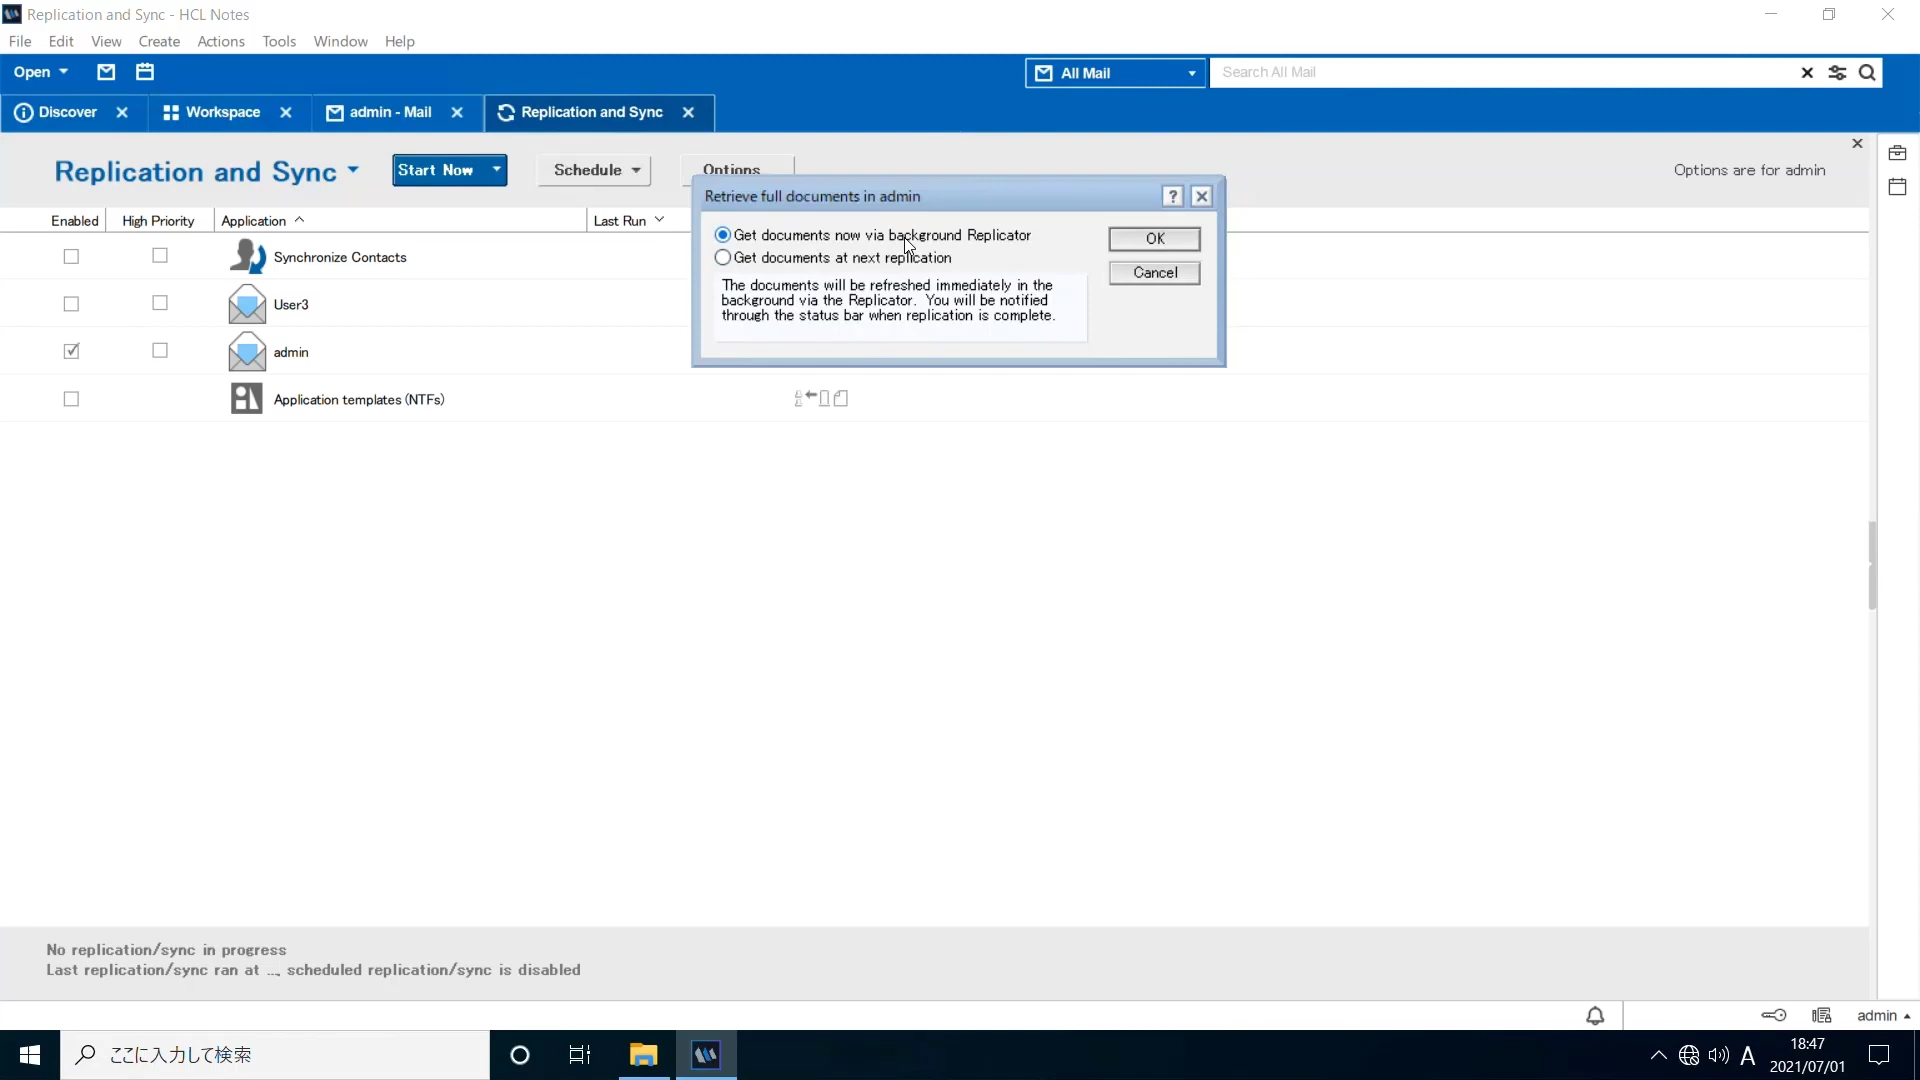 Replication and Sync - HCL Notes
File Edit View Create Actions Tools Window Help
Open All Mail Search All Mail
Discover Workspace admin - Mail Replication and Sync
Replication and Sync Start Now Schedule Options Options are for admin
Retrieve full documents in admin ?
Enabled High Priority Application Last Run
Get documents now via background Replicator OK
Synchronize Contacts Get documents at next replication
Cancel
The documents will be refreshed immediately in the
User3 background via the Replicator. You will be notified
through the status bar when replication is complete.
admin
Application templates (NTFs)
No replication/sync in progress
Last replication/sync ran at ..., scheduled replication/sync is disabled
admin
ここに入力して検索 A 18:47
2021/07/01